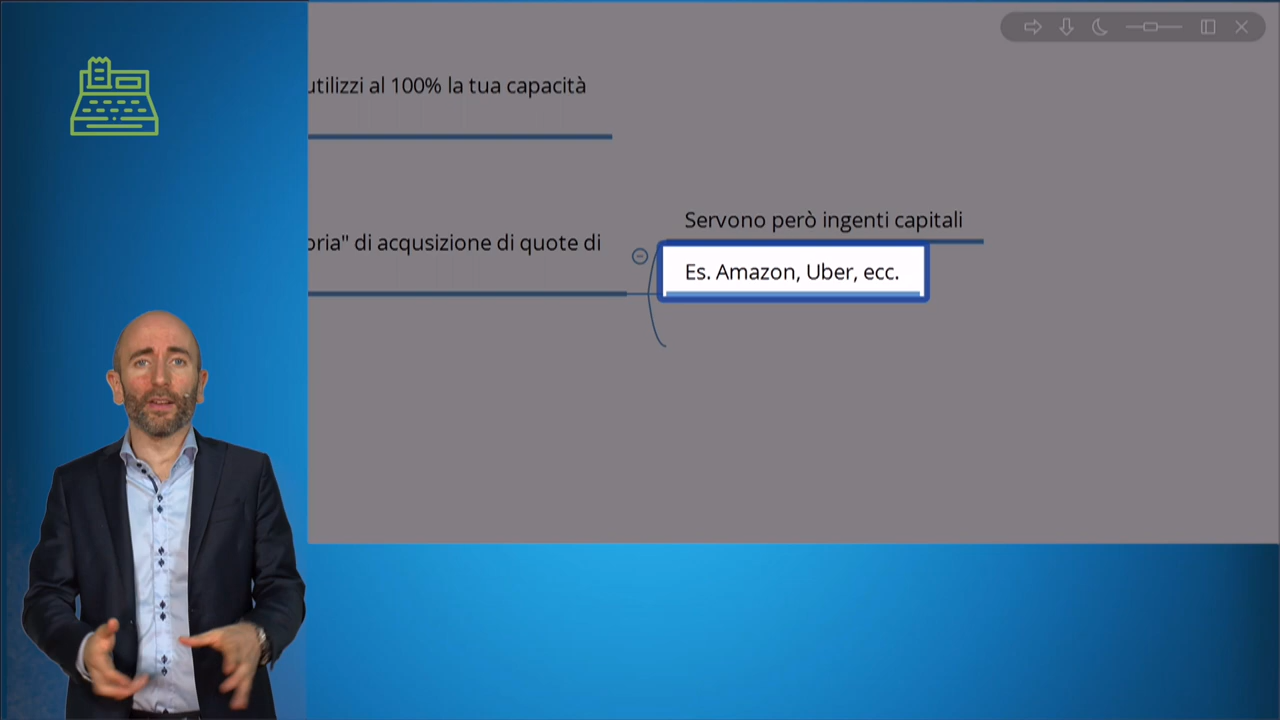 utilizzi al 100% la tua capacità
Servono però ingenti capitali
di acqusizione di quote di
Es. Amazon, Uber, ecc.